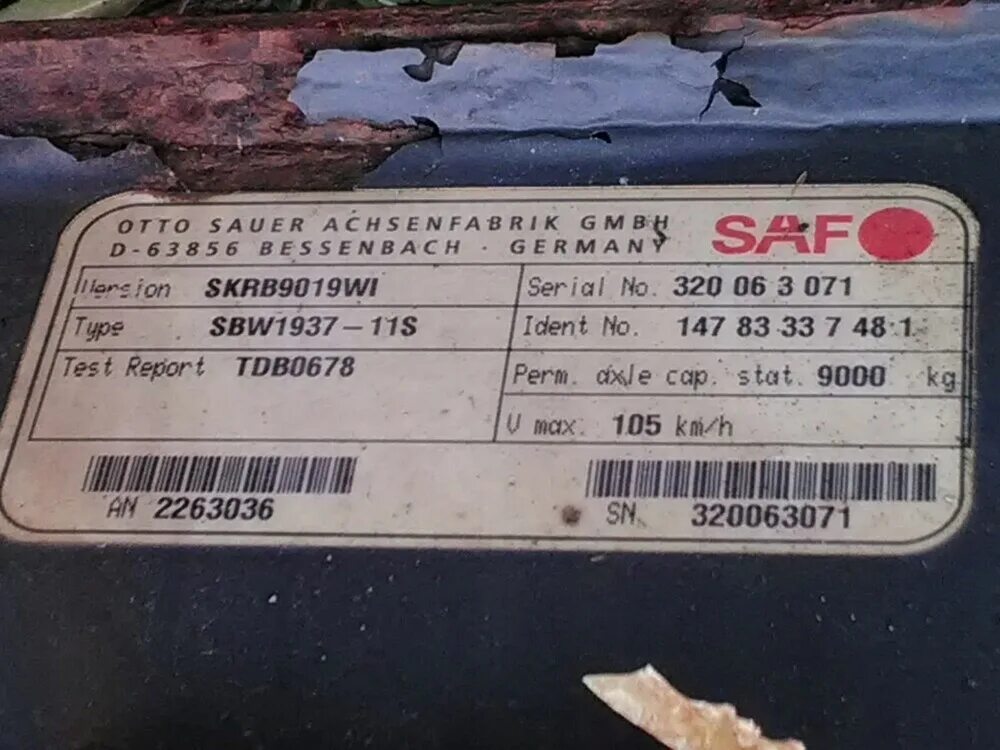 OTTO SAUER ACHSENFABRIK GMBH
D-63856 BESSENBACH · GERMANY
SAF
Version SKRB9019WI
Serial No. 320 06 3 071
Type SBW1937-11S
Ident No. 147 83 33 7 48 1
Test Report TDB0678
Perm. axle cap. stat. 9000 kg
V max. 105 km/h
AN 2263036
SN. 320063071